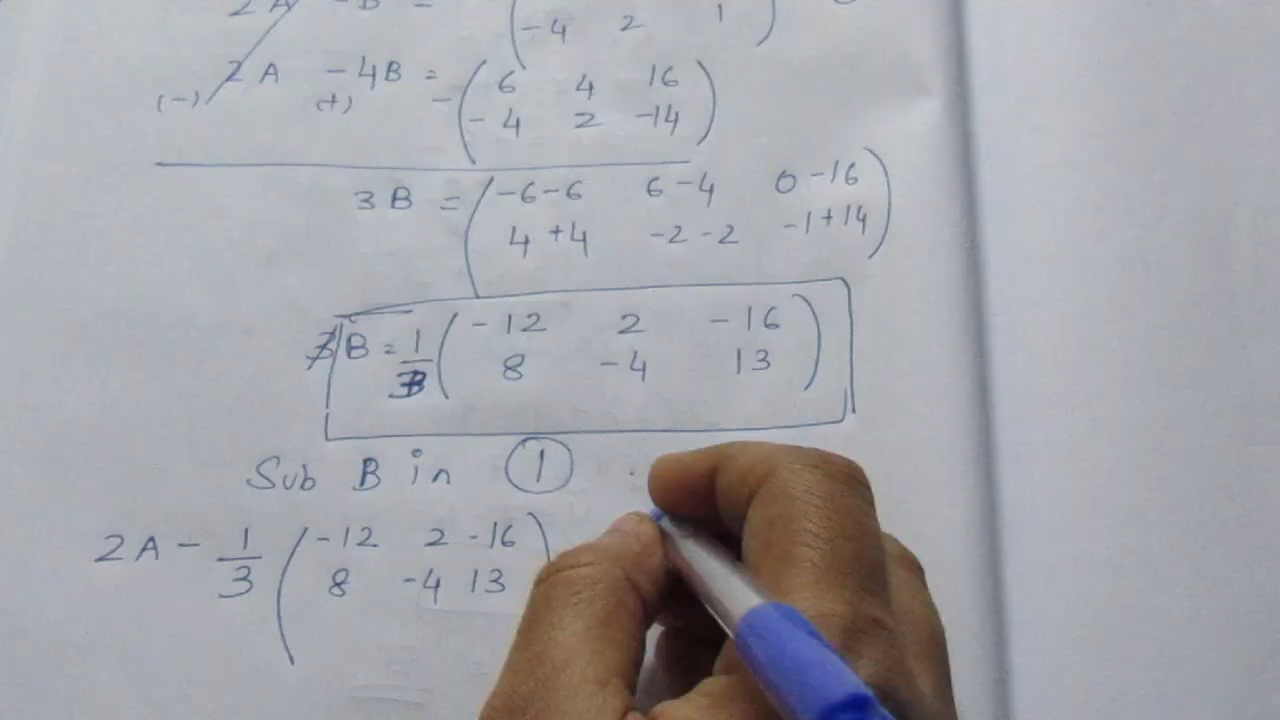 2A - B =
-4 2 1
2A - 4B = - ( 6 4 16
(-) (+) -4 2 -14 )
3B = ( -6-6 6-4 0-16
4+4 -2-2 -1+14 )
3B = 1/3 ( -12 2 -16
8 -4 13 )
Sub B in 1
2A - 1/3 ( -12 2 -16
8 -4 13 )